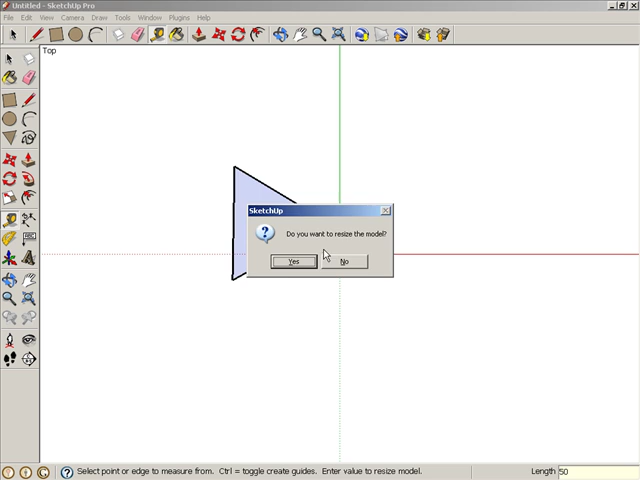 Untitled - SketchUp Pro
File Edit View Camera Draw Tools Window Plugins Help
Top
SketchUp
Do you want to resize the model?
Yes No
ABC
Select point or edge to measure from. Ctrl = toggle create guides. Enter value to resize model. Length 50